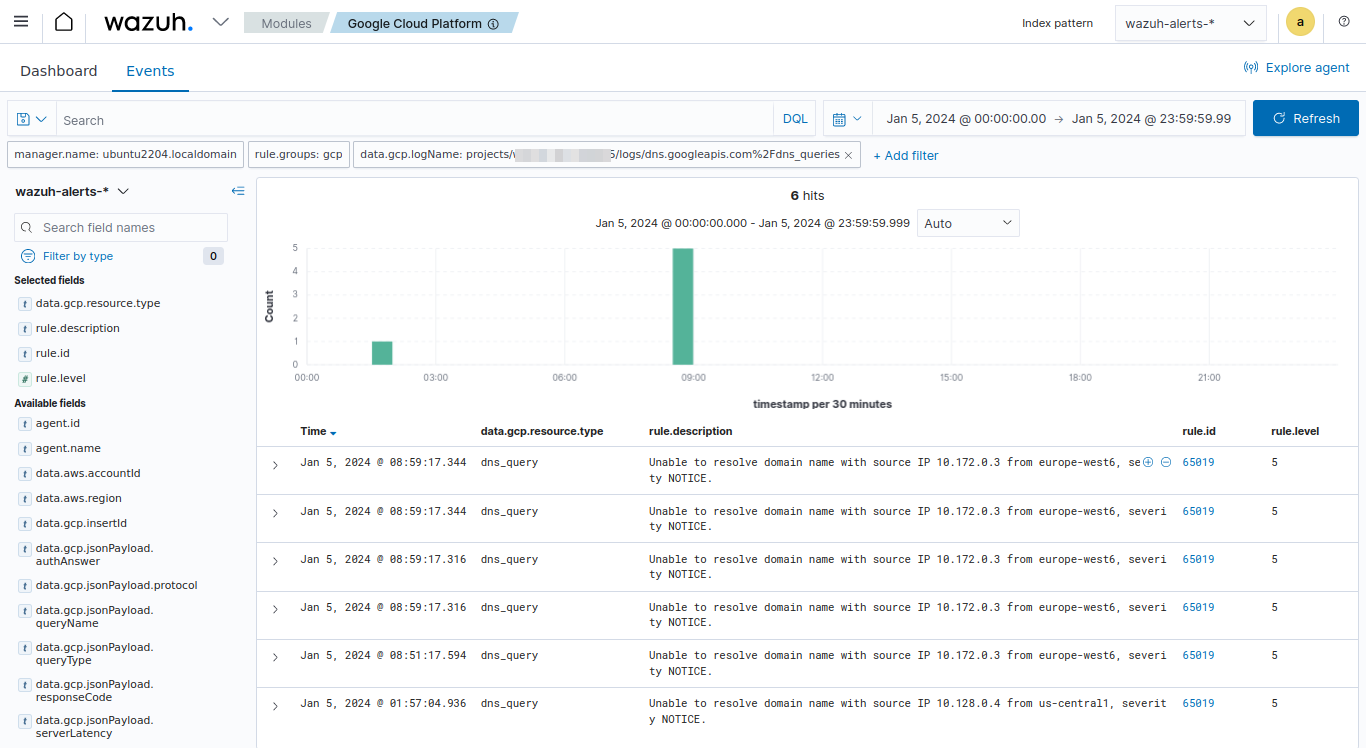 wazuh.
Modules
Google Cloud Platform
Index pattern
wazuh-alerts-*
a
Dashboard
Events
Explore agent
Search
DQL
Jan 5, 2024 @ 00:00:00.00 → Jan 5, 2024 @ 23:59:59.99
Refresh
manager.name: ubuntu2204.localdomain
rule.groups: gcp
data.gcp.logName: projects/ 5/logs/dns.googleapis.com%2Fdns_queries ×
+ Add filter
wazuh-alerts-*
Search field names
Filter by type 0
Selected fields
t data.gcp.resource.type
t rule.description
t rule.id
# rule.level
Available fields
t agent.id
t agent.name
t data.aws.accountId
t data.aws.region
t data.gcp.insertId
t data.gcp.jsonPayload.
authAnswer
t data.gcp.jsonPayload.protocol
t data.gcp.jsonPayload.
queryName
t data.gcp.jsonPayload.
queryType
t data.gcp.jsonPayload.
responseCode
t data.gcp.jsonPayload.
serverLatency
6 hits
Jan 5, 2024 @ 00:00:00.000 - Jan 5, 2024 @ 23:59:59.999 Auto
Count
5
4
3
2
1
0
00:00 03:00 06:00 09:00 12:00 15:00 18:00 21:00
timestamp per 30 minutes
Time data.gcp.resource.type rule.description rule.id rule.level
Jan 5, 2024 @ 08:59:17.344 dns_query Unable to resolve domain name with source IP 10.172.0.3 from europe-west6, se 65019 5
ty NOTICE.
Jan 5, 2024 @ 08:59:17.344 dns_query Unable to resolve domain name with source IP 10.172.0.3 from europe-west6, severi 65019 5
ty NOTICE.
Jan 5, 2024 @ 08:59:17.316 dns_query Unable to resolve domain name with source IP 10.172.0.3 from europe-west6, severi 65019 5
ty NOTICE.
Jan 5, 2024 @ 08:59:17.316 dns_query Unable to resolve domain name with source IP 10.172.0.3 from europe-west6, severi 65019 5
ty NOTICE.
Jan 5, 2024 @ 08:51:17.594 dns_query Unable to resolve domain name with source IP 10.172.0.3 from europe-west6, severi 65019 5
ty NOTICE.
Jan 5, 2024 @ 01:57:04.936 dns_query Unable to resolve domain name with source IP 10.128.0.4 from us-central1, severit 65019 5
y NOTICE.